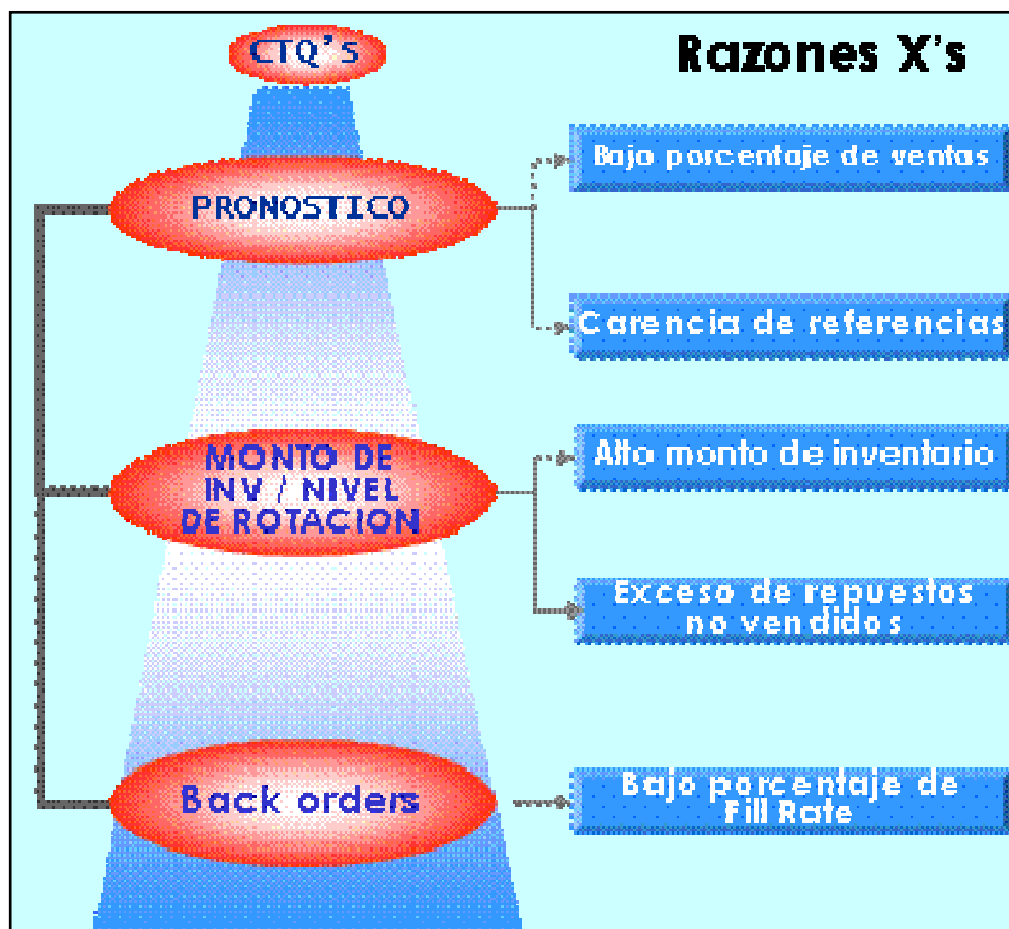 CTQ'S
Razones X's
PRONOSTICO
Bajo porcentaje de ventas
Carencia de referencias
MONTO DE
INV / NIVEL
DE ROTACION
Alto monto de inventario
Exceso de repuestos
no vendidos
Back orders
Bajo porcentaje de
Fill Rate